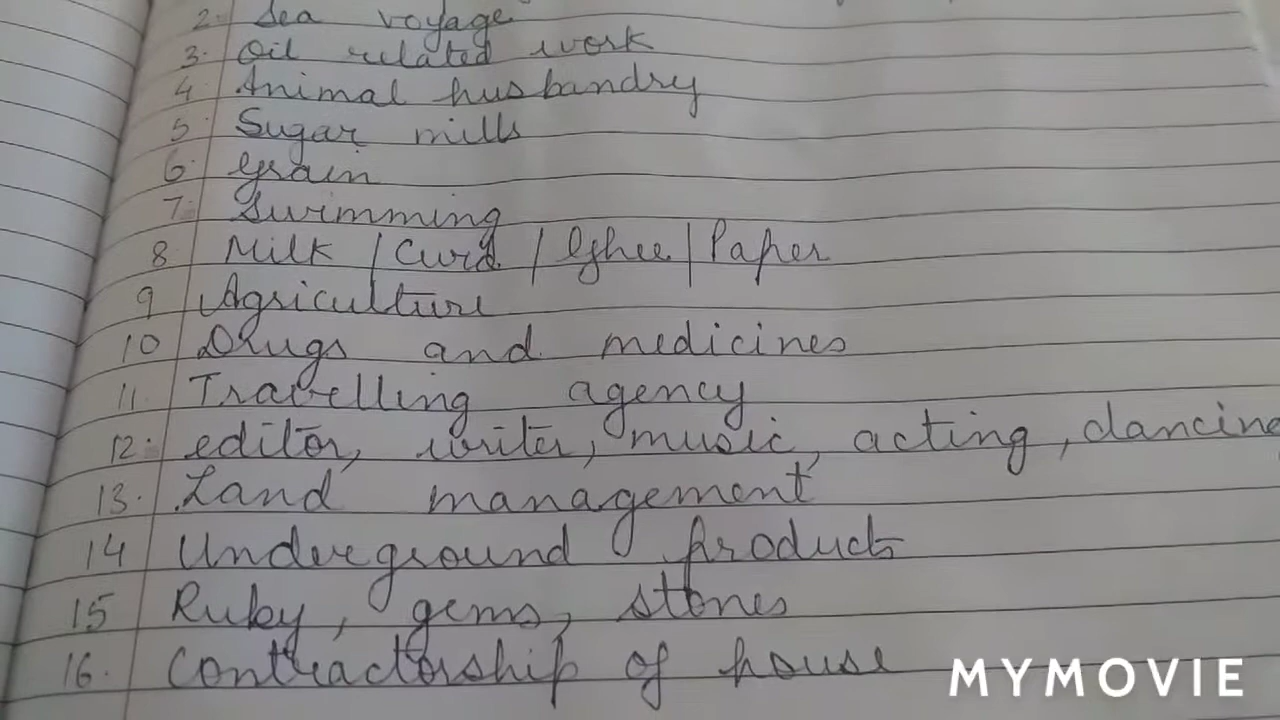 2. Sea voyage
3. Oil related work
4. Animal husbandry
5. Sugar mills
6. Grain
7. Swimming
8 Milk / Curd / Ghee / Paper
9 Agriculture
10 Drugs and medicines
11. Travelling agency
12. editor, writer, music, acting, dancing
13. Land management
14 Underground products
15 Ruby, gems, stones
16. Contractorship of house
MYMOVIE